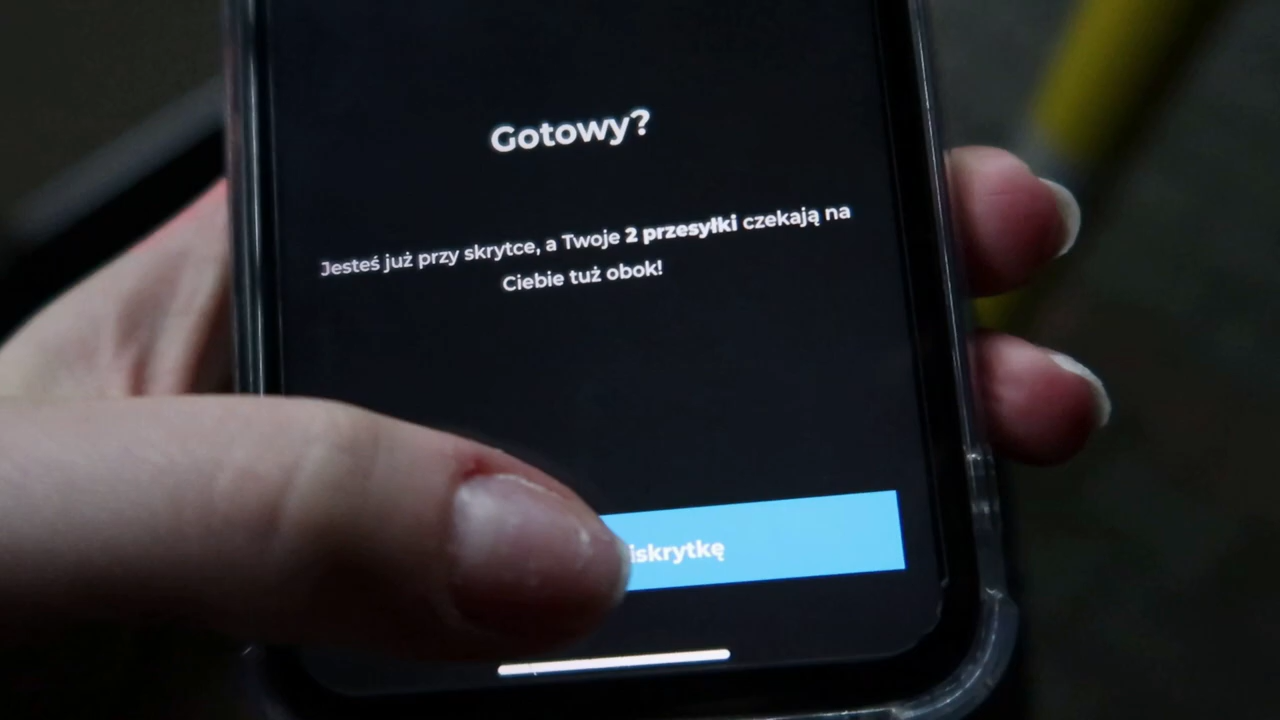 Gotowy?
Jesteś już przy skrytce, a Twoje 2 przesyłki czekają na
Ciebie tuż obok!
skrytkę